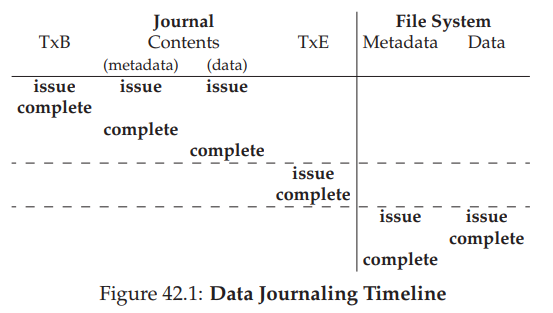 Journal File System
TxB Contents TxE Metadata Data
(metadata) (data)
issue issue issue
complete
complete
complete
issue
complete
issue issue
complete
complete
Figure 42.1: Data Journaling Timeline